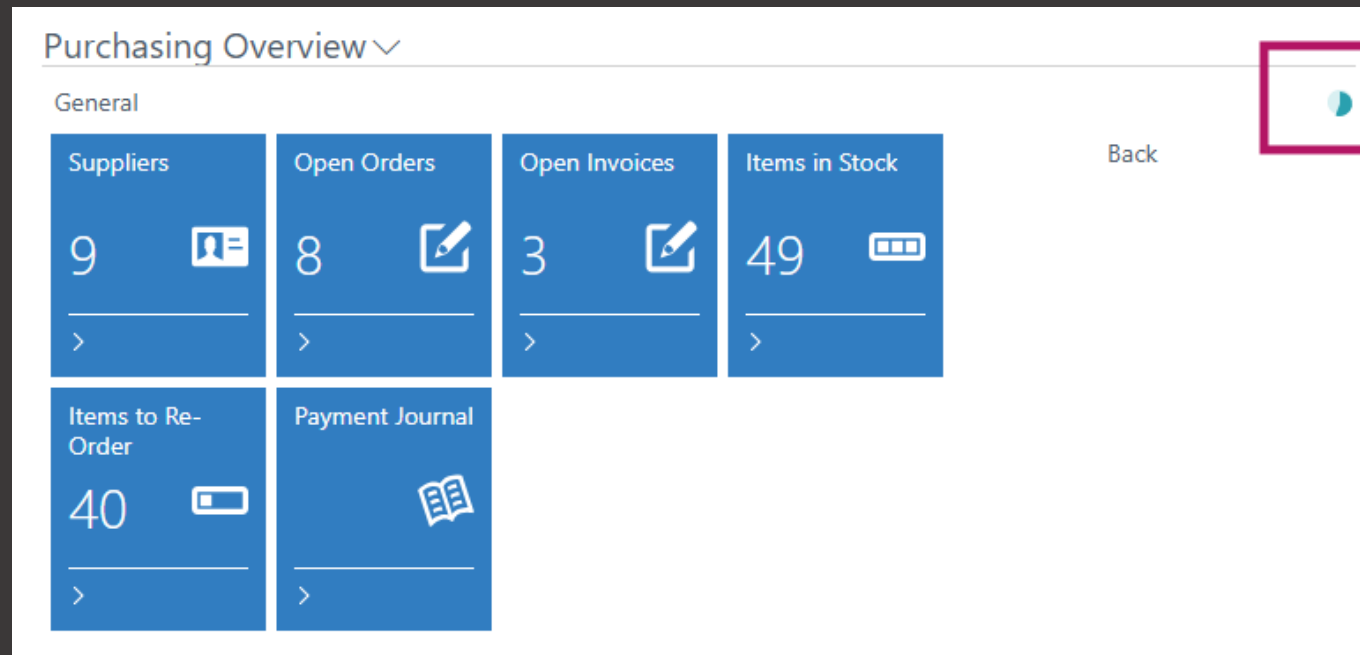 Purchasing Overview
General
Suppliers
9
Open Orders
8
Open Invoices
3
Items in Stock
49
Back
Items to Re-
Order
40
Payment Journal